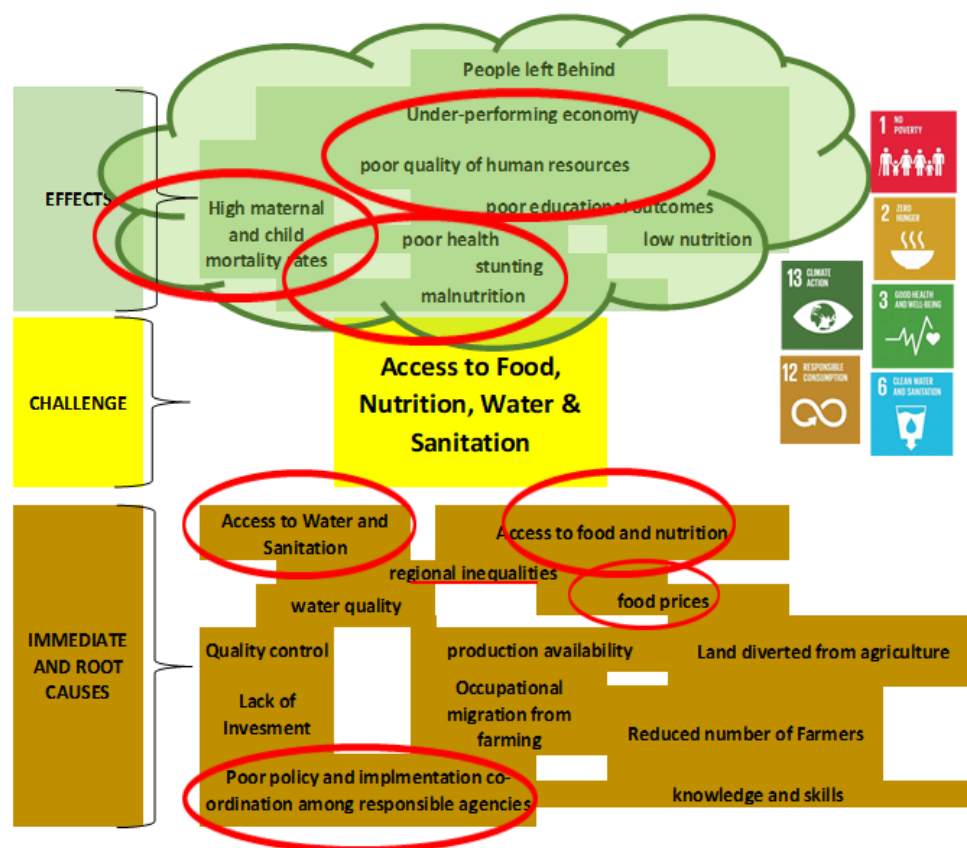 People left Behind
Under-performing economy
poor quality of human resources
EFFECTS
poor educational outcomes
High maternal
and child
mortality rates
poor health
low nutrition
stunting
malnutrition
1 NO
POVERTY
2 ZERO
HUNGER
13 CLIMATE
ACTION
3 GOOD HEALTH
AND WELL-BEING
12 RESPONSIBLE
CONSUMPTION
6 CLEAN WATER
AND SANITATION
CHALLENGE
Access to Food,
Nutrition, Water &
Sanitation
IMMEDIATE
AND ROOT
CAUSES
Access to Water and
Sanitation
Access to food and nutrition
regional inequalities
water quality
food prices
Quality control
production availability
Land diverted from agriculture
Lack of
Invesment
Occupational
migration from
farming
Reduced number of Farmers
Poor policy and implmentation co-
ordination among responsible agencies
knowledge and skills